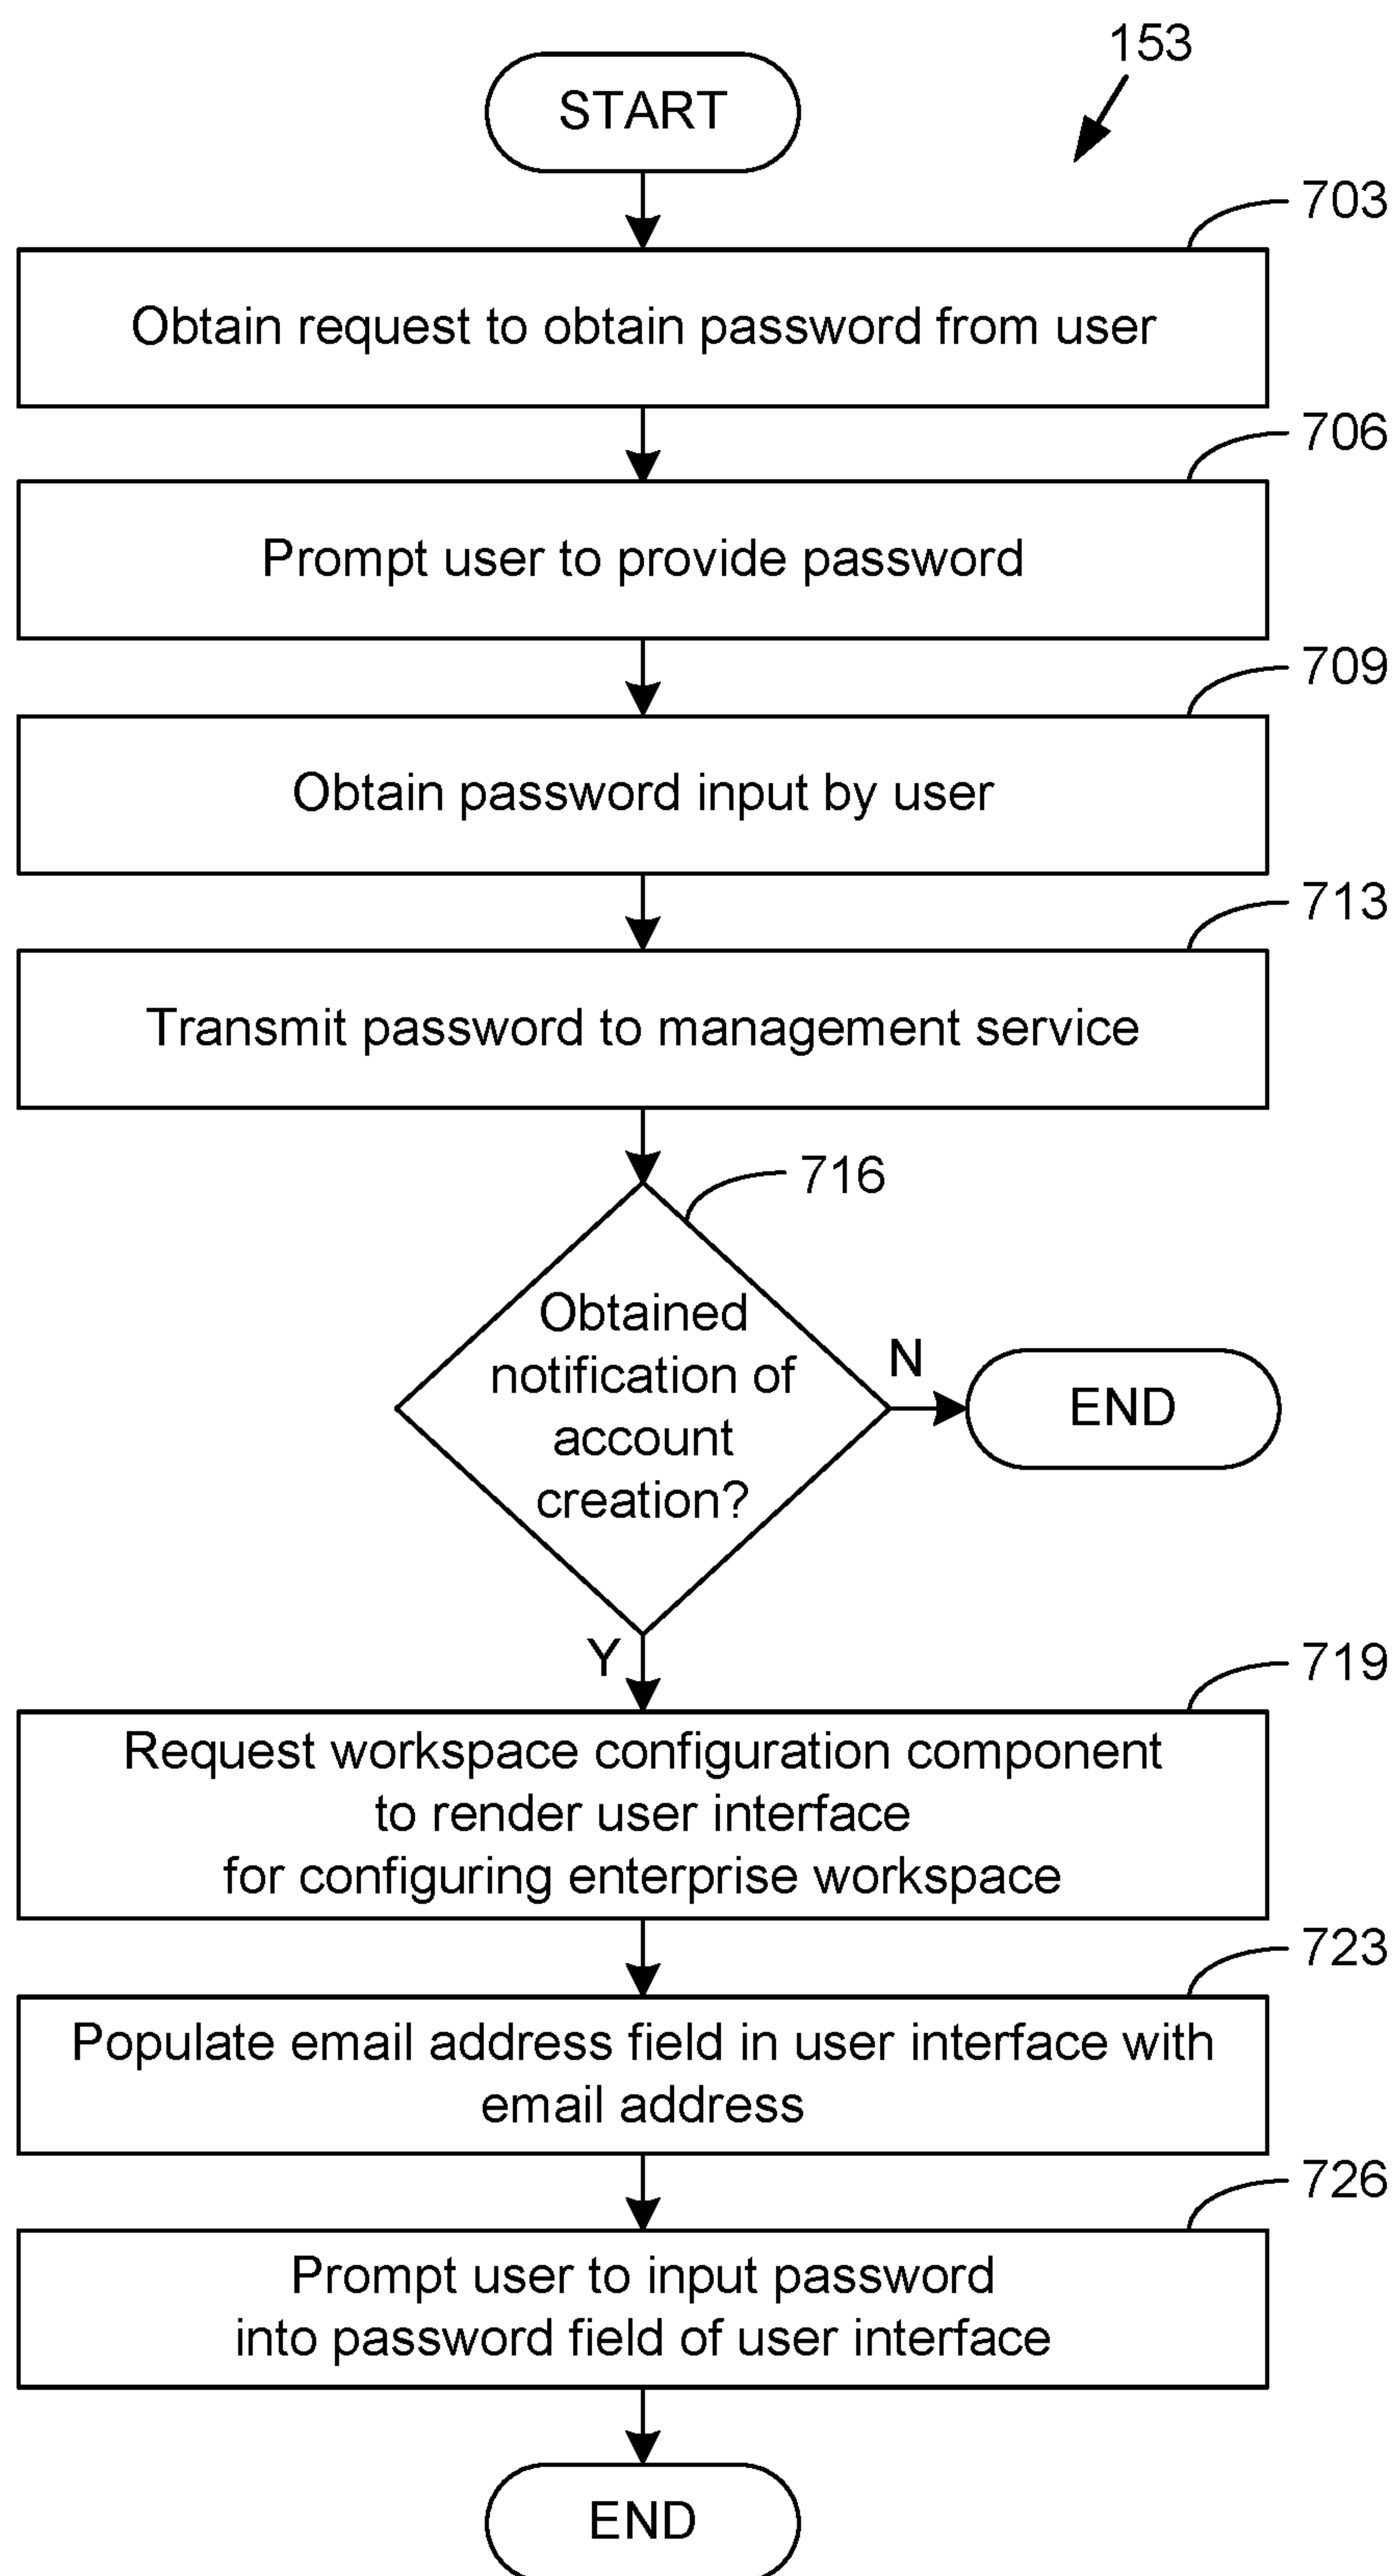 153
START
703
Obtain request to obtain password from user
706
Prompt user to provide password
709
Obtain password input by user
713
Transmit password to management service
716
Obtained
notification of
account
creation?
N
END
Y
719
Request workspace configuration component
to render user interface
for configuring enterprise workspace
723
Populate email address field in user interface with
email address
726
Prompt user to input password
into password field of user interface
END